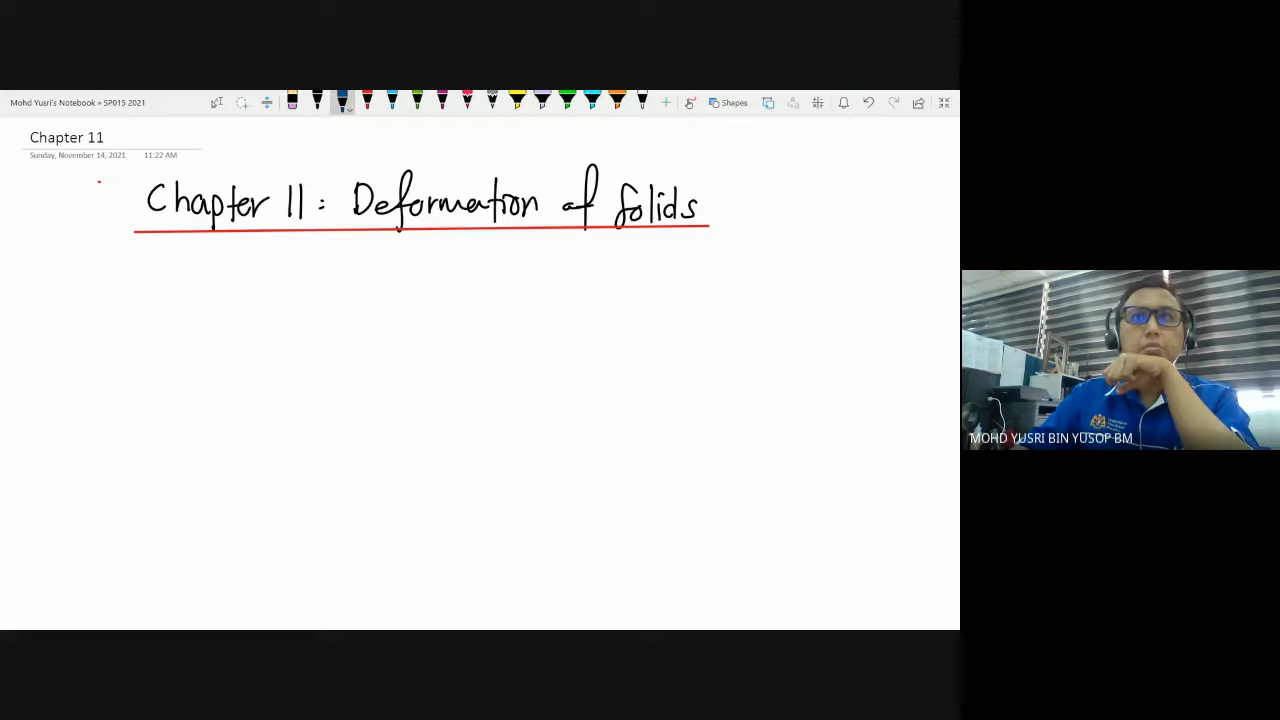 Mohd Yusri's Notebook » SP015 2021
Shapes
Chapter 11
Sunday, November 14, 2021 11:22 AM
Chapter 11: Deformation of Solids
MOHD YUSRI BIN YUSOP BM